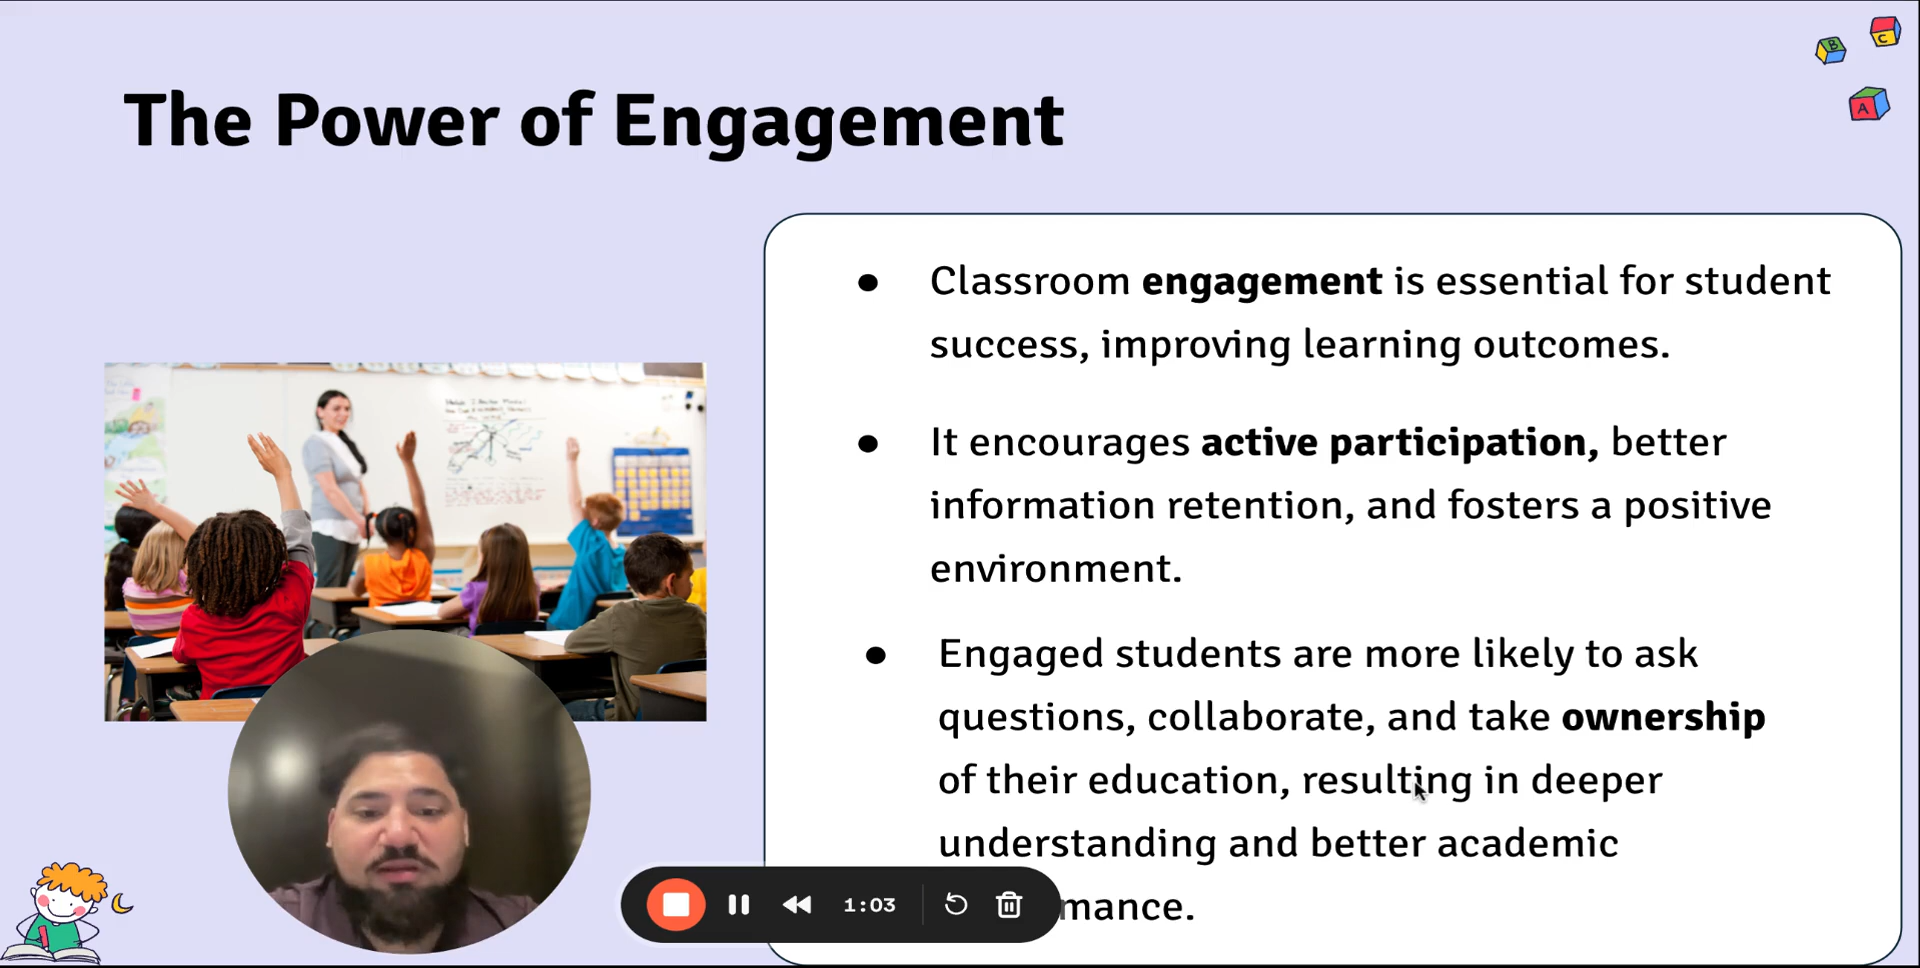 The Power of Engagement
B
C
A
● Classroom engagement is essential for student
success, improving learning outcomes.
● It encourages active participation, better
information retention, and fosters a positive
environment.
● Engaged students are more likely to ask
questions, collaborate, and take ownership
of their education, resulting in deeper
understanding and better academic
mance.
1:03